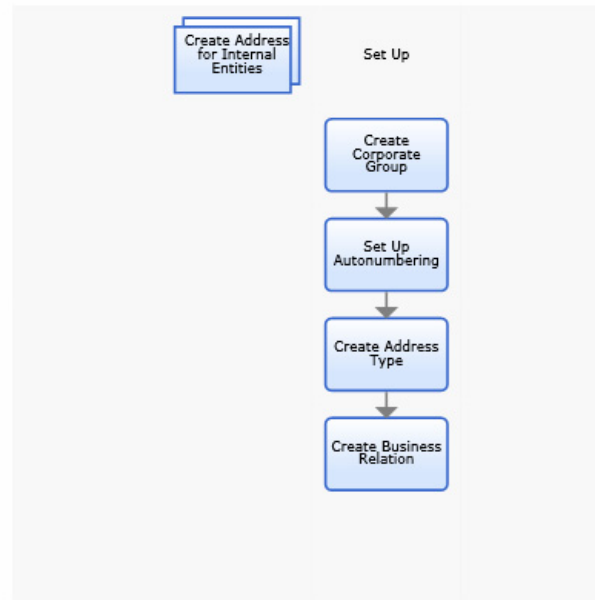 Create Address
for Internal
Entities
Set Up
Create
Corporate
Group
Set Up
Autonumbering
Create Address
Type
Create Business
Relation